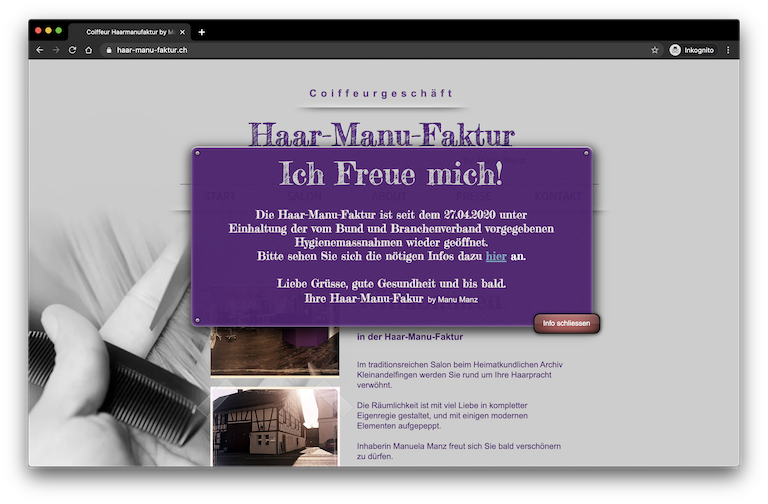 Coiffeur Haarmanufaktur by M
haar-manu-faktur.ch
Inkognito
Coiffeurgeschäft
Haar-Manu-Faktur
START SALON ABOUT PREISE KONTAKT
Ich Freue mich!
Die Haar-Manu-Faktur ist seit dem 27.04.2020 unter
Einhaltung der vom Bund und Branchenverband vorgegebenen
Hygienemassnahmen wieder geöffnet.
Bitte sehen Sie sich die nötigen Infos dazu hier an.
Liebe Grüsse, gute Gesundheit und bis bald.
Ihre Haar-Manu-Fakur by Manu Manz
Info schliessen
in der Haar-Manu-Faktur
Im traditionsreichen Salon beim Heimatkundlichen Archiv
Kleinandelfingen werden Sie rund um Ihre Haarpracht
verwöhnt.
Die Räumlichkeit ist mit viel Liebe in kompletter
Eigenregie gestaltet, und mit einigen modernen
Elementen aufgepeppt.
Inhaberin Manuela Manz freut sich Sie bald verschönern
zu dürfen.